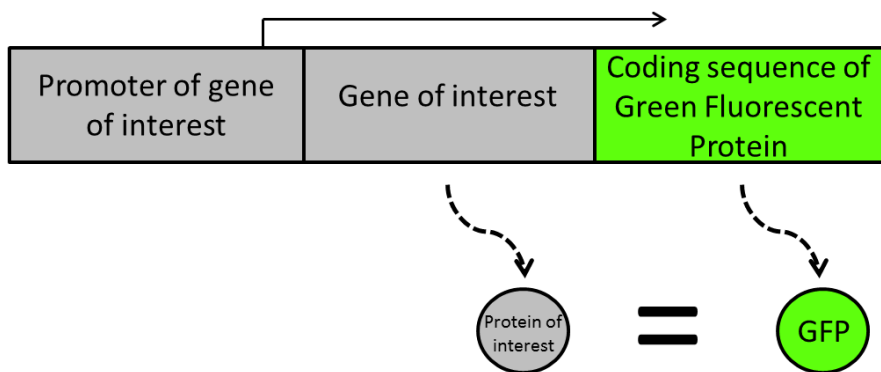 Promoter of gene
of interest
Gene of interest
Coding sequence of
Green Fluorescent
Protein
Protein of
interest
=
GFP